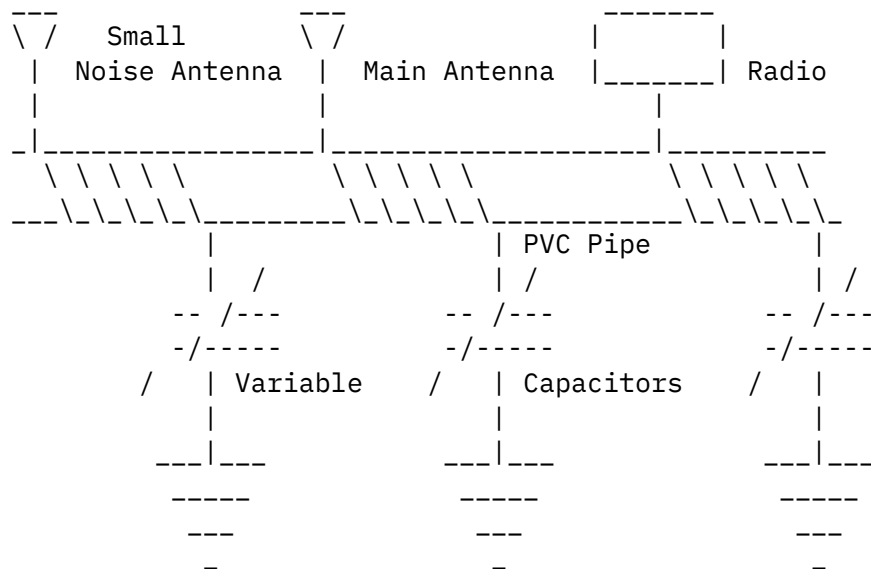 Small
Noise Antenna Main Antenna Radio
PVC Pipe
Variable Capacitors